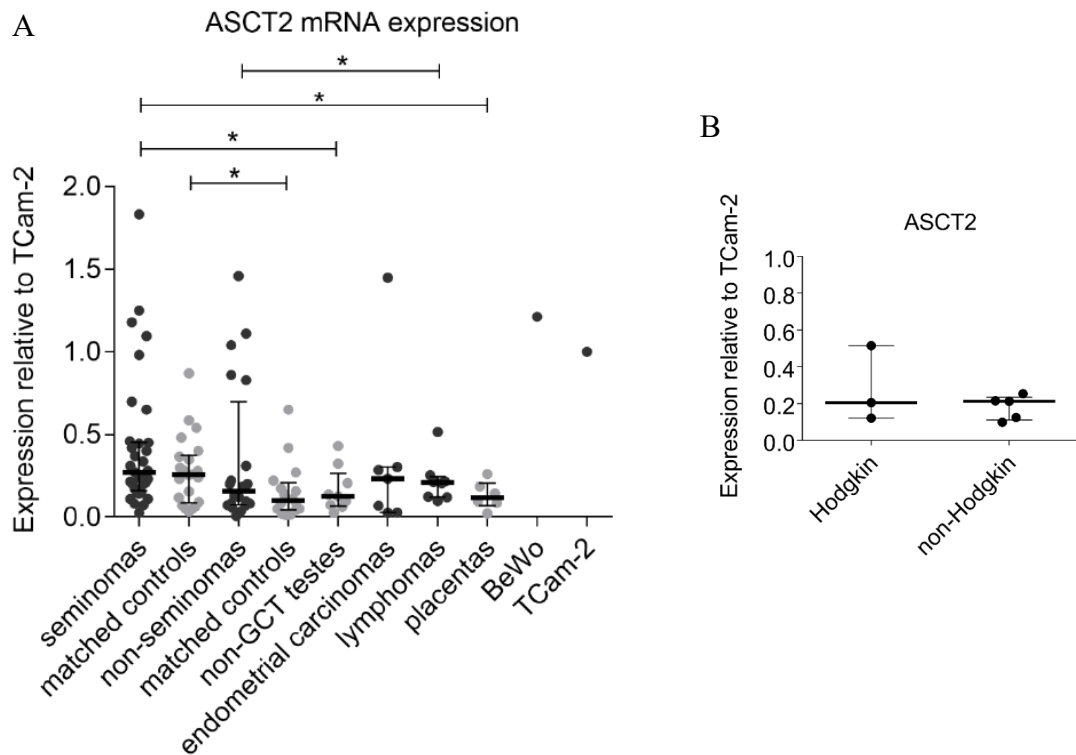 A
ASCT2 mRNA expression
*
*
*
*
Expression relative to TCam-2
2.0
1.5
1.0
0.5
0.0
seminomas
matched controls
non-seminomas
matched controls
non-GCT testes
endometrial carcinomas
lymphomas
placentas
BeWo
TCam-2
B
ASCT2
Expression relative to TCam-2
1.0
0.8
0.6
0.4
0.2
0.0
Hodgkin
non-Hodgkin